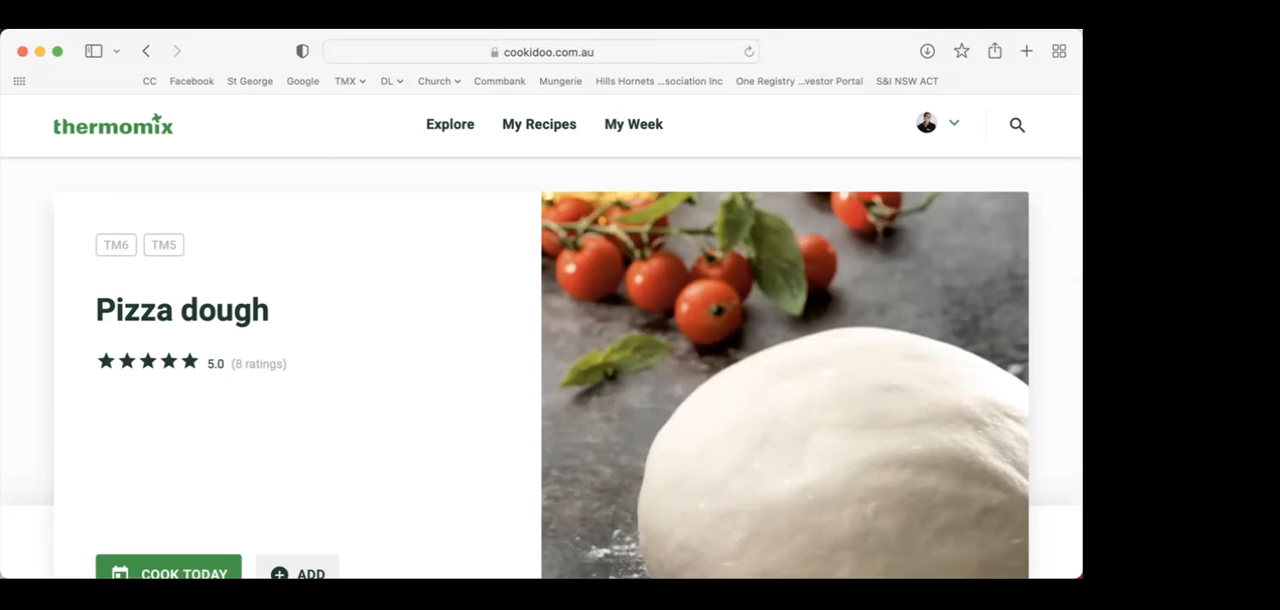 cookidoo.com.au
CC Facebook St George Google TMX DL Church Commbank Mungerie Hills Hornets ...sociation Inc One Registry ...vestor Portal S&I NSW ACT
thermomix Explore My Recipes My Week
TM6 TM5
Pizza dough
5.0 (8 ratings)
COOK TODAY ADD